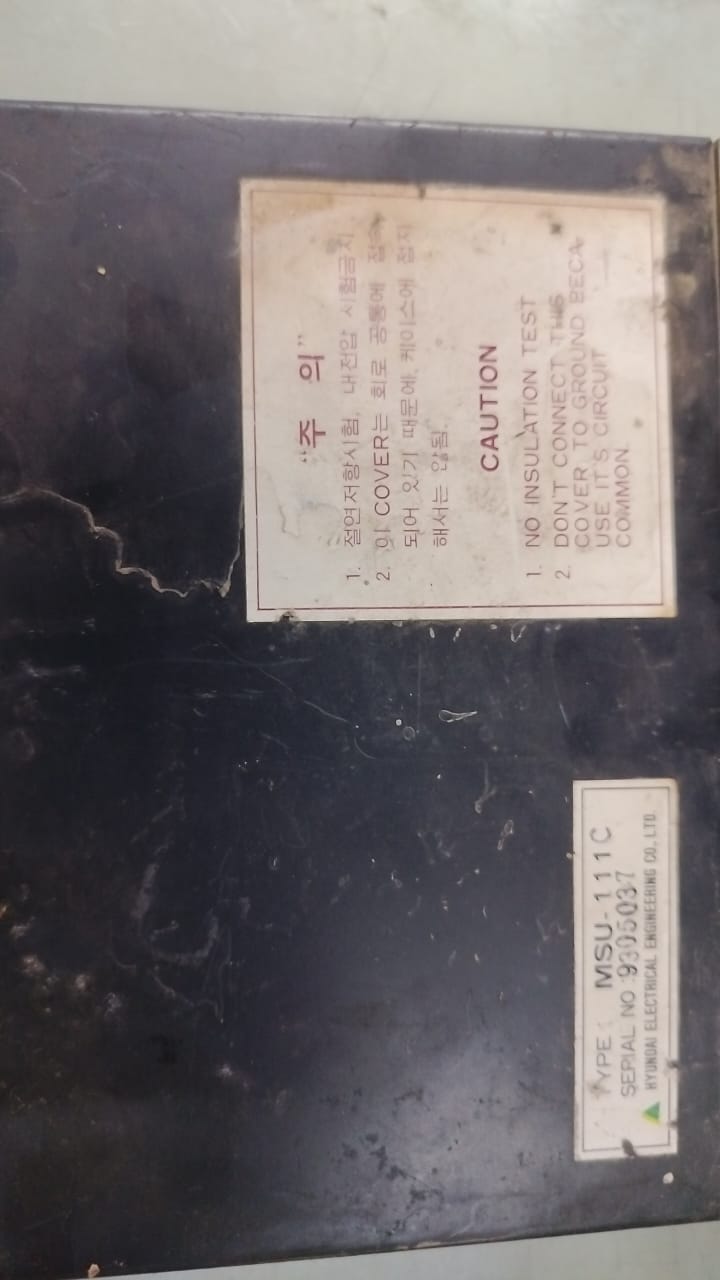 “주 의”
1. 절연저항시험, 내전압 시험금지
2. 이 COVER는 회로 공통에 접속
되어 있기 때문에, 케이스에 접지
해서는 않됨.
CAUTION
1. NO INSULATION TEST
2. DON'T CONNECT THIS
COVER TO GROUND BECA
USE IT'S CIRCUIT
COMMON.
TYPE : MSU-111C
SERIAL NO :9305037
HYUNDAI ELECTRICAL ENGINEERING CO., LTD.